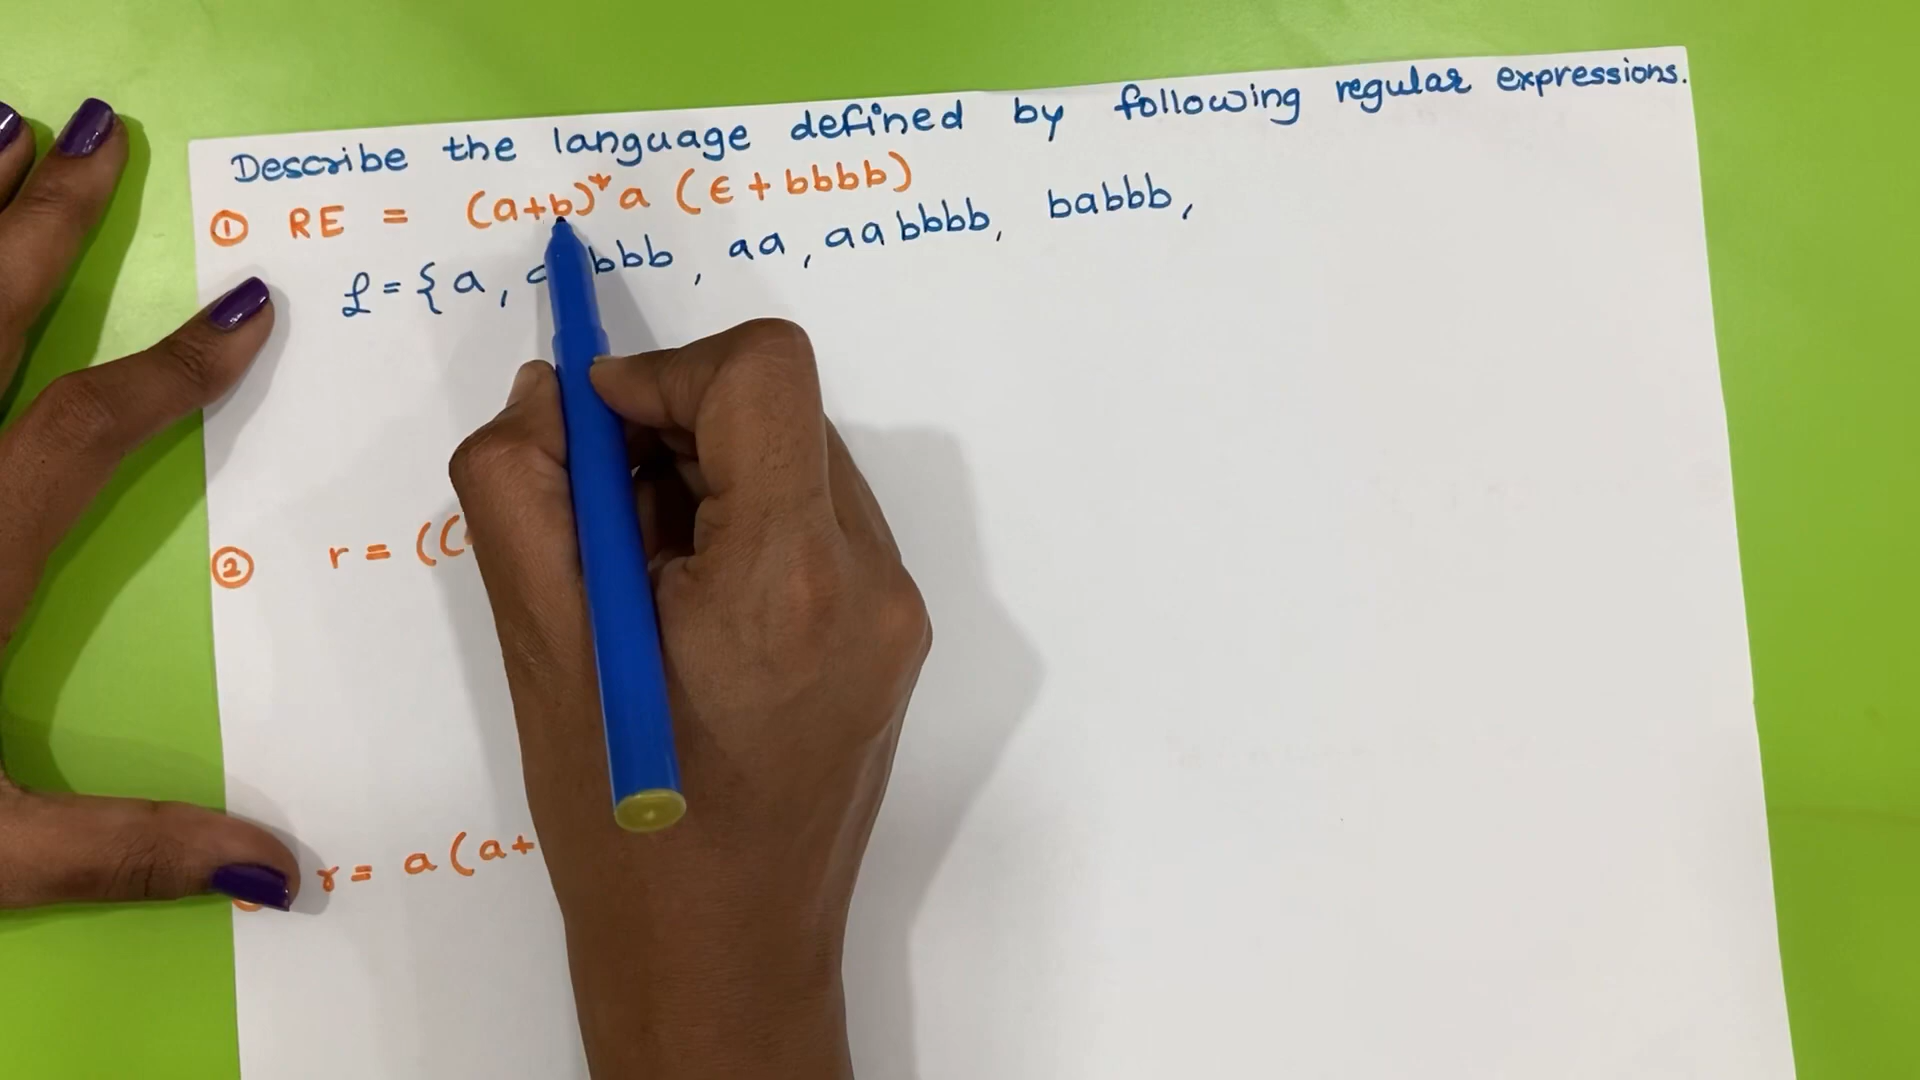 Describe the language defined by following regular expressions.
① RE = (a+b)* a (ϵ + bbbb)
L = {a, bbb, aa, aabbbb, babbb,
② r = ((
r = a (a+